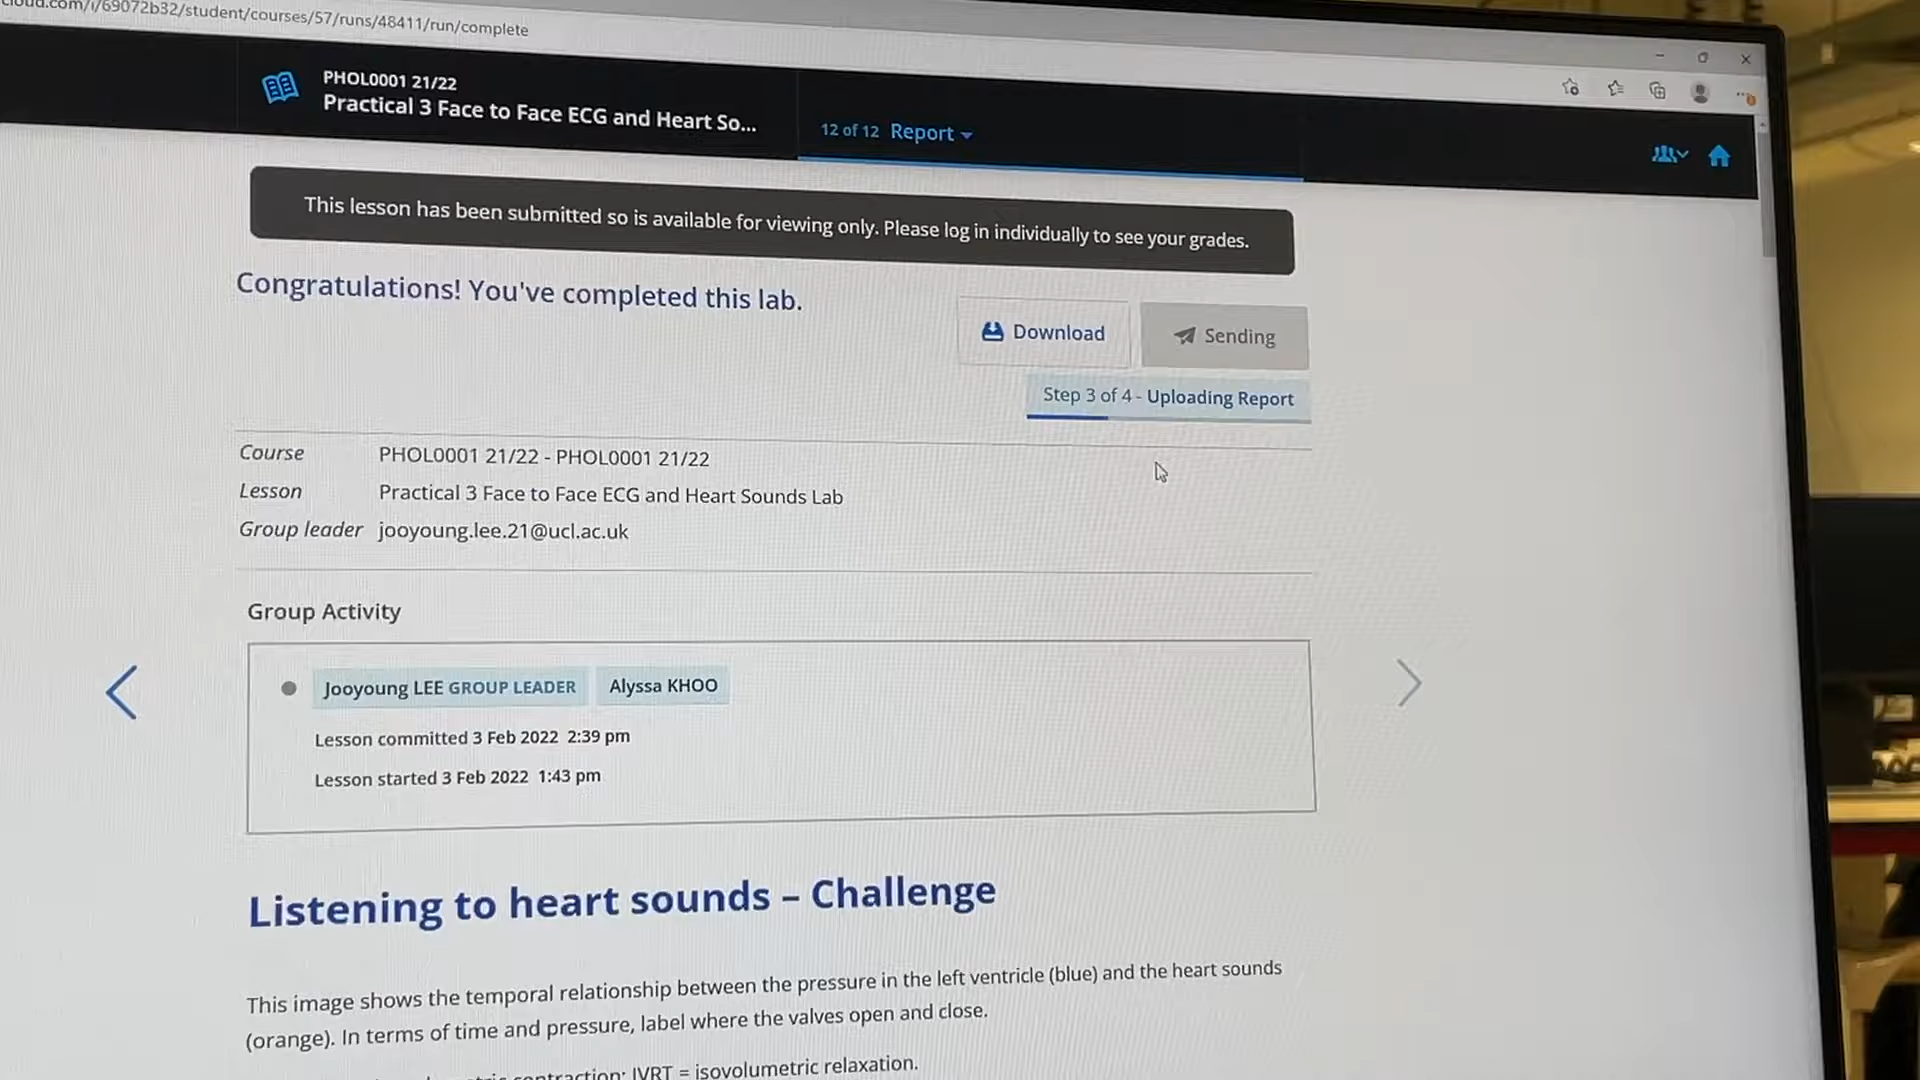 cloud.com/i/69072b32/student/courses/57/runs/48411/run/complete
PHOL0001 21/22
Practical 3 Face to Face ECG and Heart So...
12 of 12 Report
This lesson has been submitted so is available for viewing only. Please log in individually to see your grades.
Congratulations! You've completed this lab.
Download
Sending
Step 3 of 4 - Uploading Report
Course PHOL0001 21/22 - PHOL0001 21/22
Lesson Practical 3 Face to Face ECG and Heart Sounds Lab
Group leader jooyoung.lee.21@ucl.ac.uk
Group Activity
Jooyoung LEE GROUP LEADER Alyssa KHOO
Lesson committed 3 Feb 2022 2:39 pm
Lesson started 3 Feb 2022 1:43 pm
Listening to heart sounds – Challenge
This image shows the temporal relationship between the pressure in the left ventricle (blue) and the heart sounds
(orange). In terms of time and pressure, label where the valves open and close.
contraction; IVRT = isovolumetric relaxation.